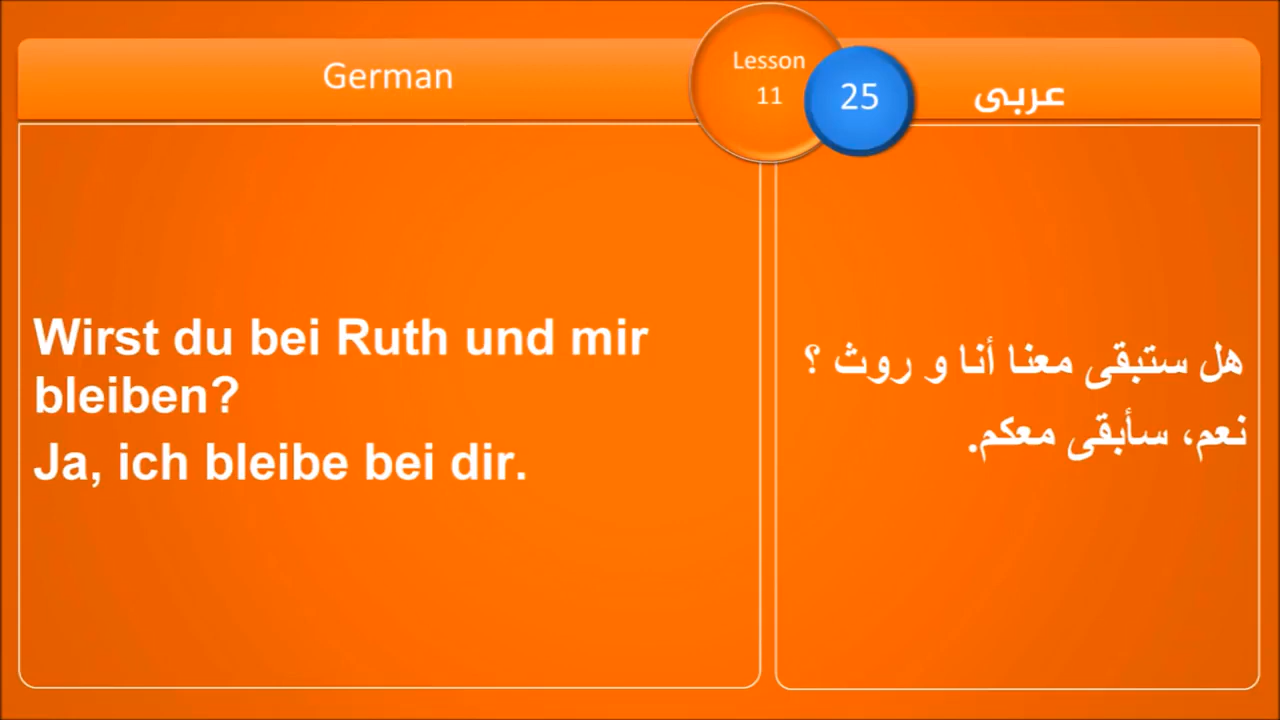 German
Lesson
11
25
عربى
Wirst du bei Ruth und mir
bleiben?
Ja, ich bleibe bei dir.
هل ستبقى معنا أنا و روث ؟
نعم، سأبقى معكم.